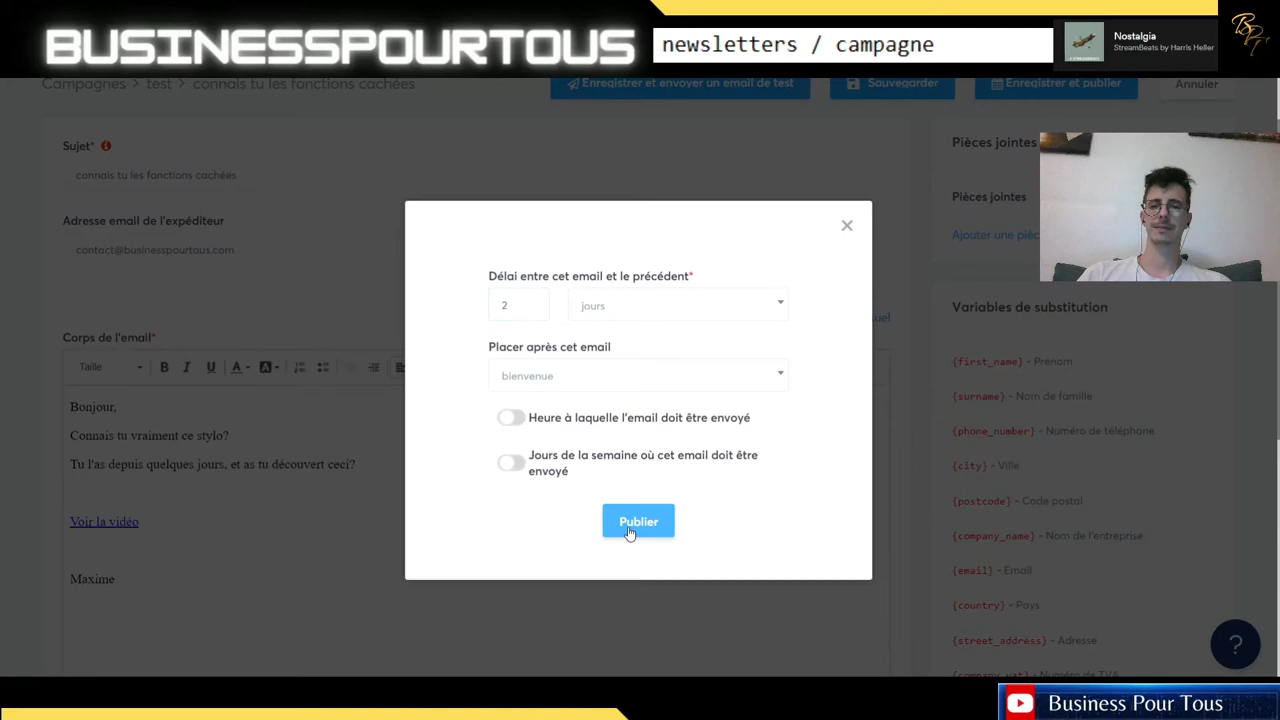 BUSINESSPOURTOUS
newsletters / campagne
Nostalgia
StreamBeats by Harris Heller
Campagnes > test > connais tu les fonctions cachées
Enregistrer et envoyer un email de test
Sauvegarder
Enregistrer et publier
Annuler
Sujet*
connais tu les fonctions cachées
Adresse email de l'expéditeur
contact@businesspourtous.com
Corps de l'email*
Taille
B I U A A
Bonjour,
Connais tu vraiment ce stylo?
Tu l'as depuis quelques jours, et as tu découvert ceci?
Voir la vidéo
Maxime
Délai entre cet email et le précédent*
2 jours
Placer après cet email
bienvenue
Heure à laquelle l'email doit être envoyé
Jours de la semaine où cet email doit être
envoyé
Publier
Pièces jointes
Pièces jointes
Ajouter une
Variables de substitution
{first_name} - Prénom
{surname} - Nom de famille
{phone_number} - Numéro de téléphone
{city} - Ville
{postcode} - Code postal
{company_name} - Nom de l'entreprise
{email} - Email
{country} - Pays
{street_address} - Adresse
{company_vat} - Numéro de TVA
?
Business Pour Tous